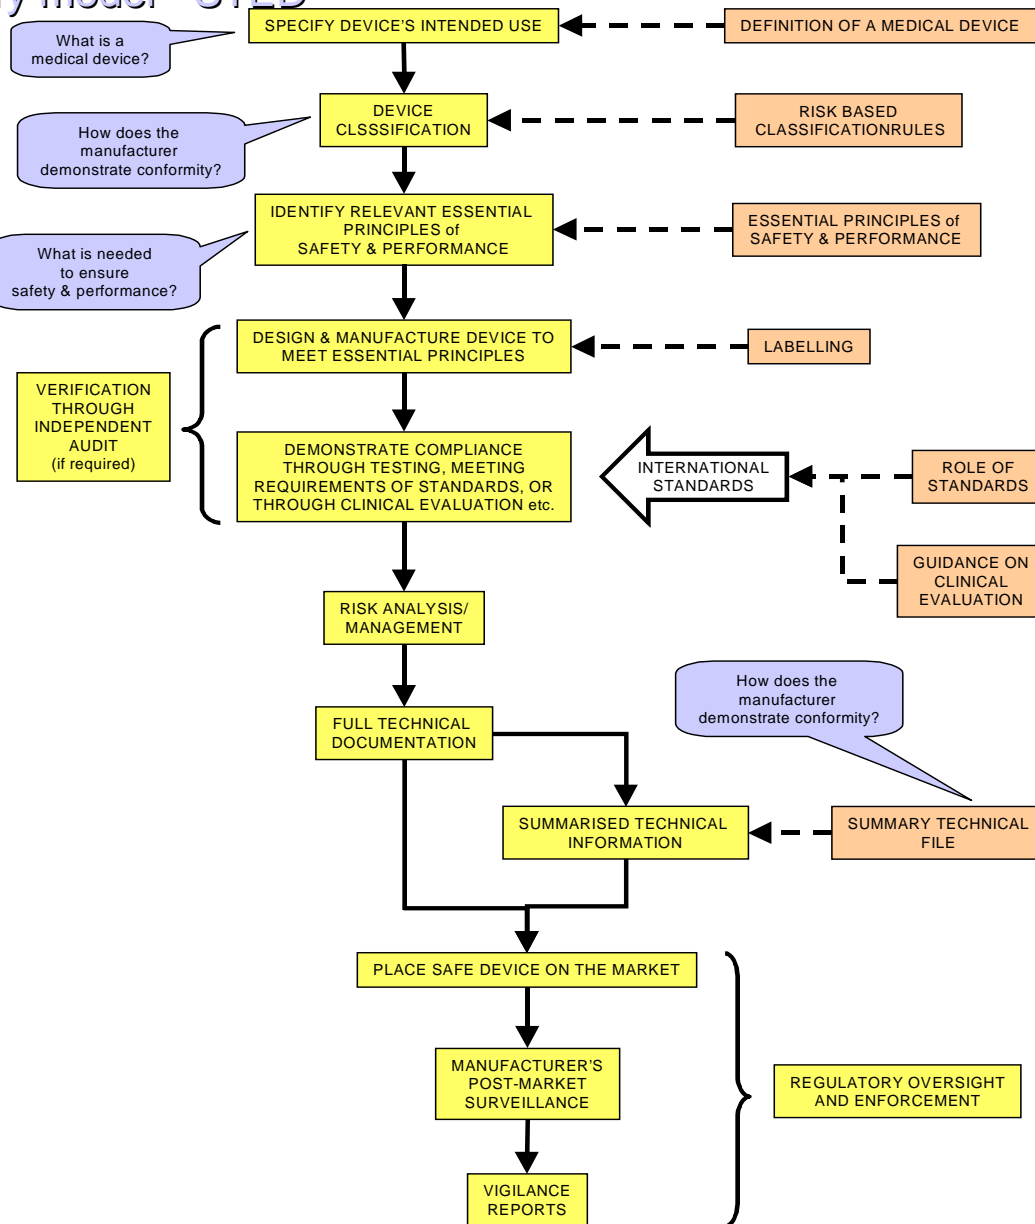 model
SPECIFY DEVICE'S INTENDED USE
DEFINITION OF A MEDICAL DEVICE
What is a
medical device?
DEVICE
CLSSSIFICATION
RISK BASED
CLASSIFICATIONRULES
How does the
manufacturer
demonstrate conformity?
IDENTIFY RELEVANT ESSENTIAL
PRINCIPLES of
SAFETY & PERFORMANCE
ESSENTIAL PRINCIPLES of
SAFETY & PERFORMANCE
What is needed
to ensure
safety & performance?
DESIGN & MANUFACTURE DEVICE TO
MEET ESSENTIAL PRINCIPLES
LABELLING
VERIFICATION
THROUGH
INDEPENDENT
AUDIT
(if required)
DEMONSTRATE COMPLIANCE
THROUGH TESTING, MEETING
REQUIREMENTS OF STANDARDS, OR
THROUGH CLINICAL EVALUATION etc.
INTERNATIONAL
STANDARDS
ROLE OF
STANDARDS
GUIDANCE ON
CLINICAL
EVALUATION
RISK ANALYSIS/
MANAGEMENT
How does the
manufacturer
demonstrate conformity?
FULL TECHNICAL
DOCUMENTATION
SUMMARISED TECHNICAL
INFORMATION
SUMMARY TECHNICAL
FILE
PLACE SAFE DEVICE ON THE MARKET
MANUFACTURER'S
POST-MARKET
SURVEILLANCE
REGULATORY OVERSIGHT
AND ENFORCEMENT
VIGILANCE
REPORTS